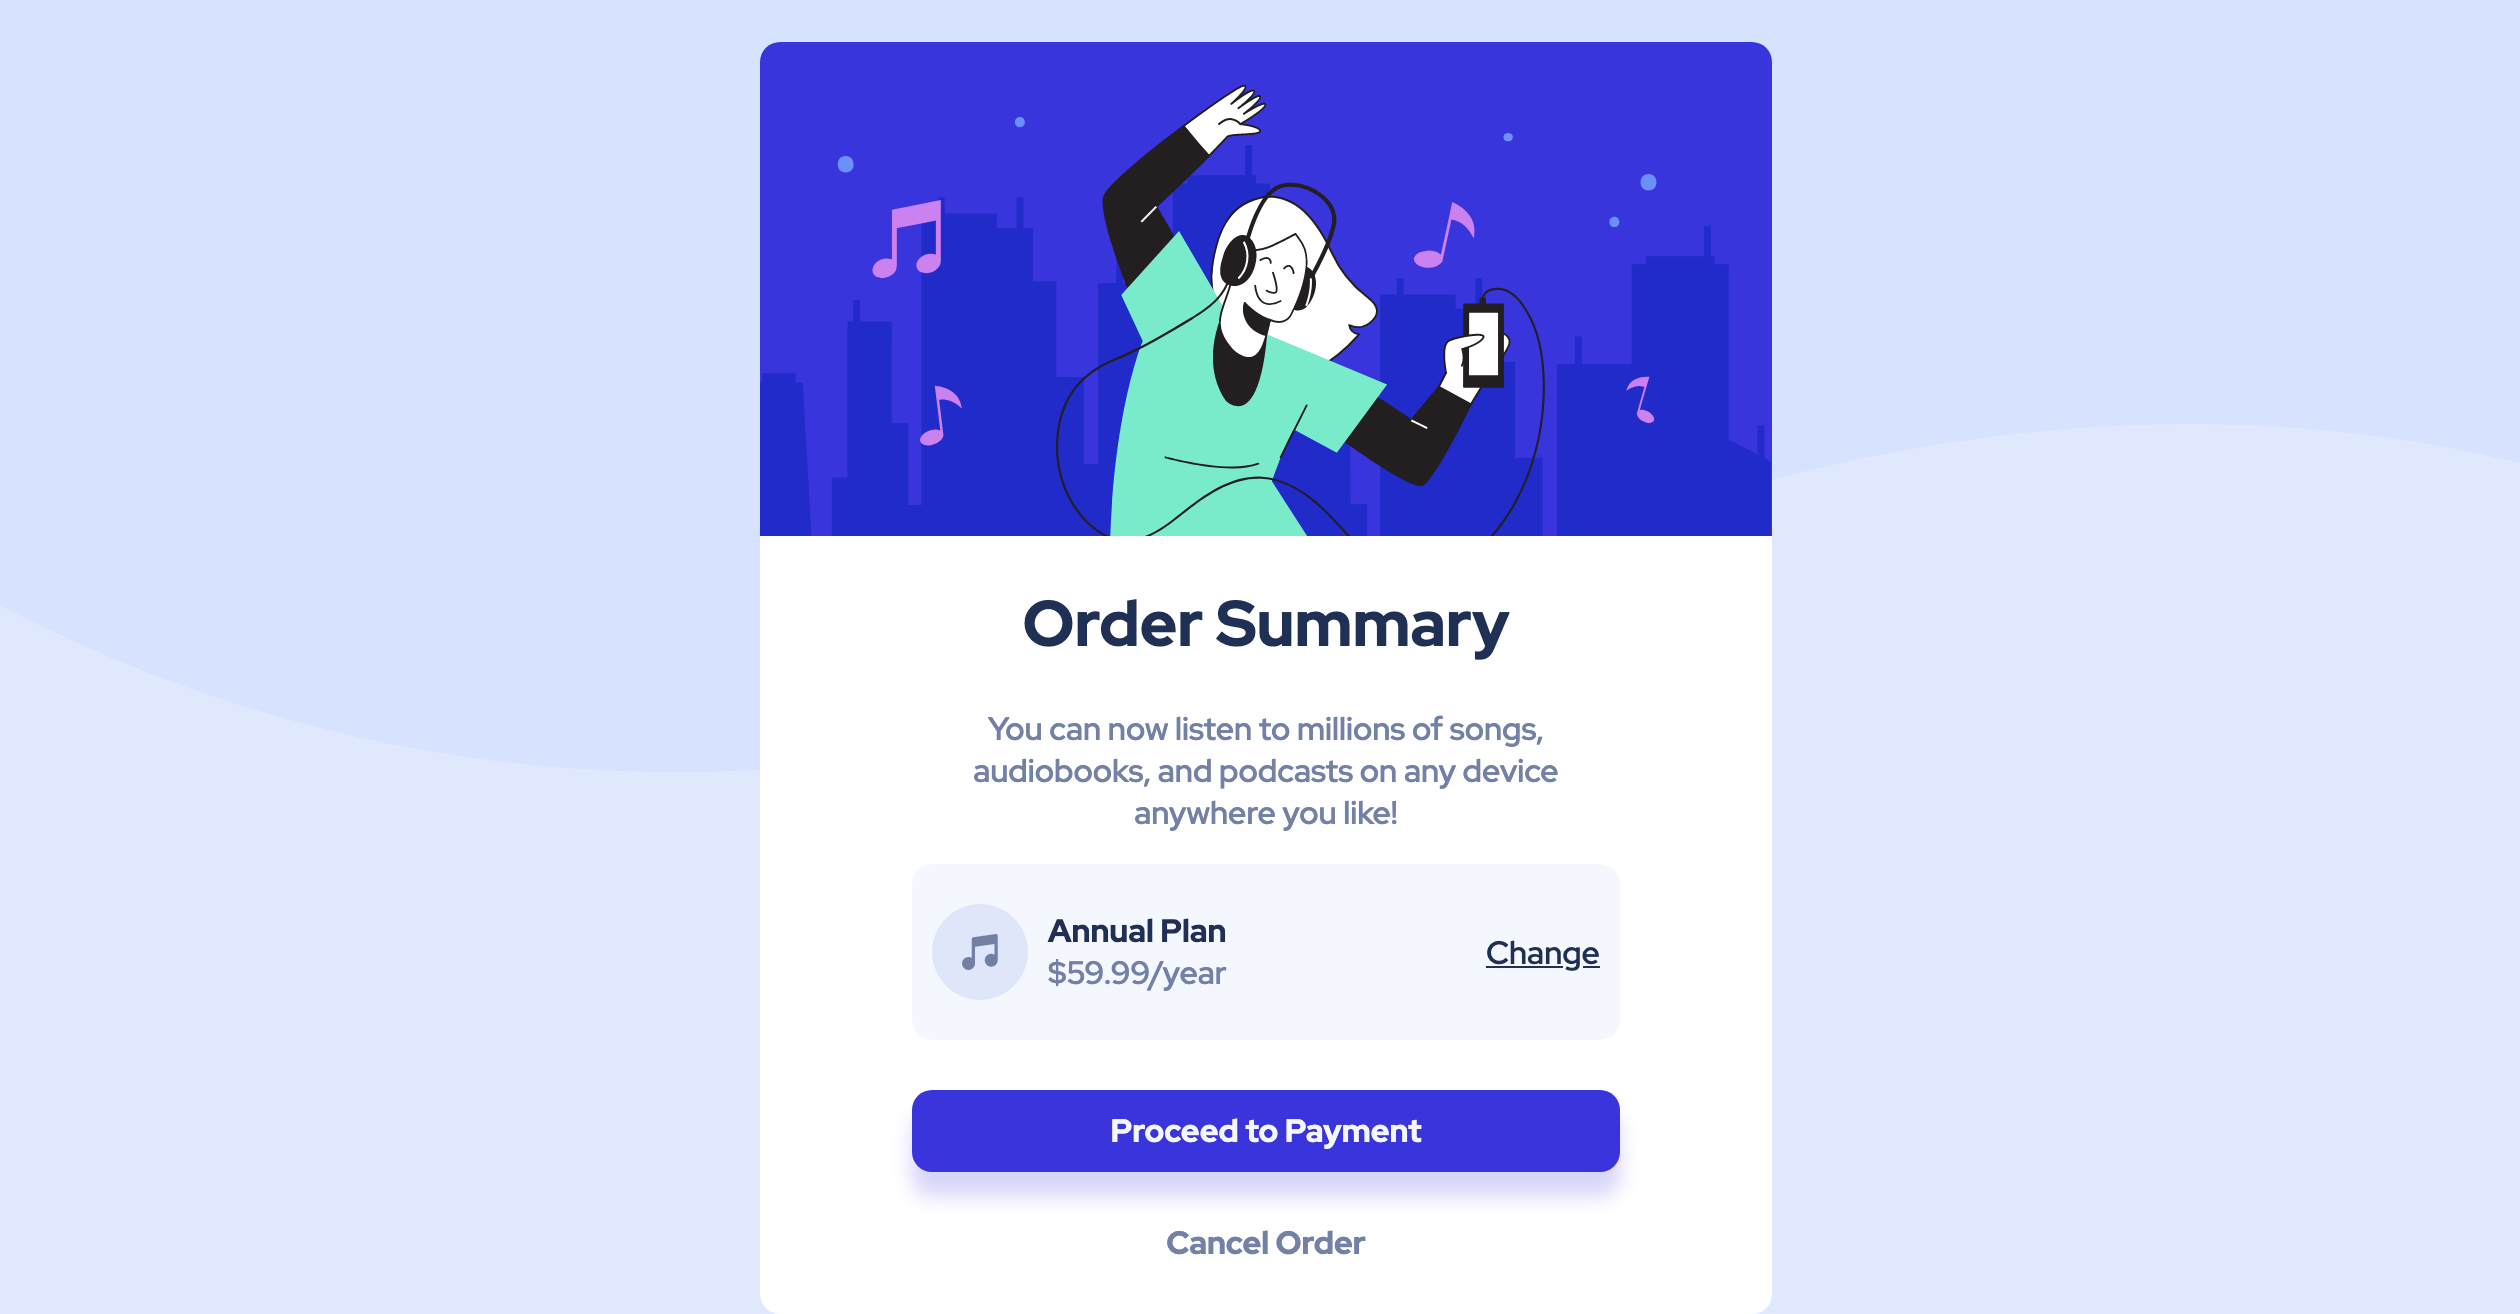 Order Summary
You can now listen to millions of songs,
audiobooks, and podcasts on any device
anywhere you like!
Annual Plan
$59.99/year
Change
Proceed to Payment
Cancel Order